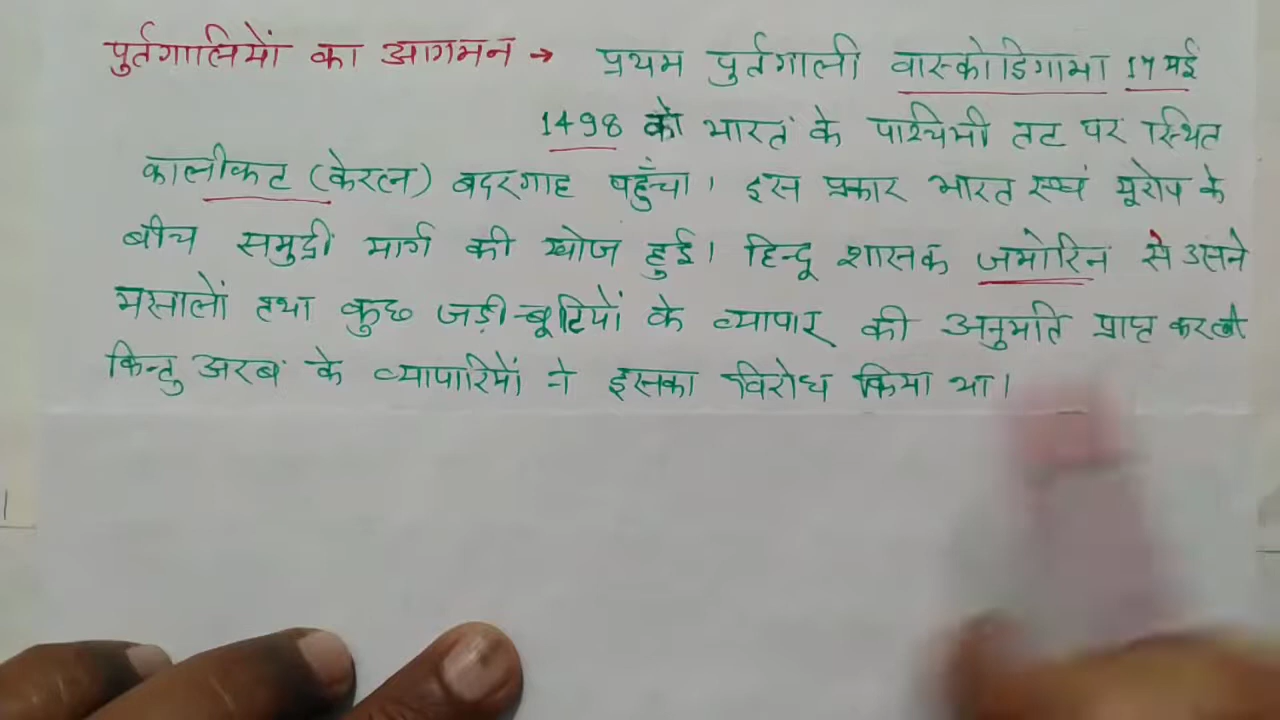 पुर्तगालियों का आगमन → प्रथम पुर्तगाली वास्कोडिगामा 17 मई
1498 को भारत के पश्चिमी तट पर स्थित
कालीकट (केरल) बंदरगाह पहुँचा। इस प्रकार भारत एवं यूरोप के
बीच समुद्री मार्ग की खोज हुई। हिन्दू शासक जमोरिन से उसने
मसालों तथा कुछ जड़ी-बूटियों के व्यापार की अनुमति प्राप्त कर ली
किन्तु अरब के व्यापारियों ने इसका विरोध किया था।